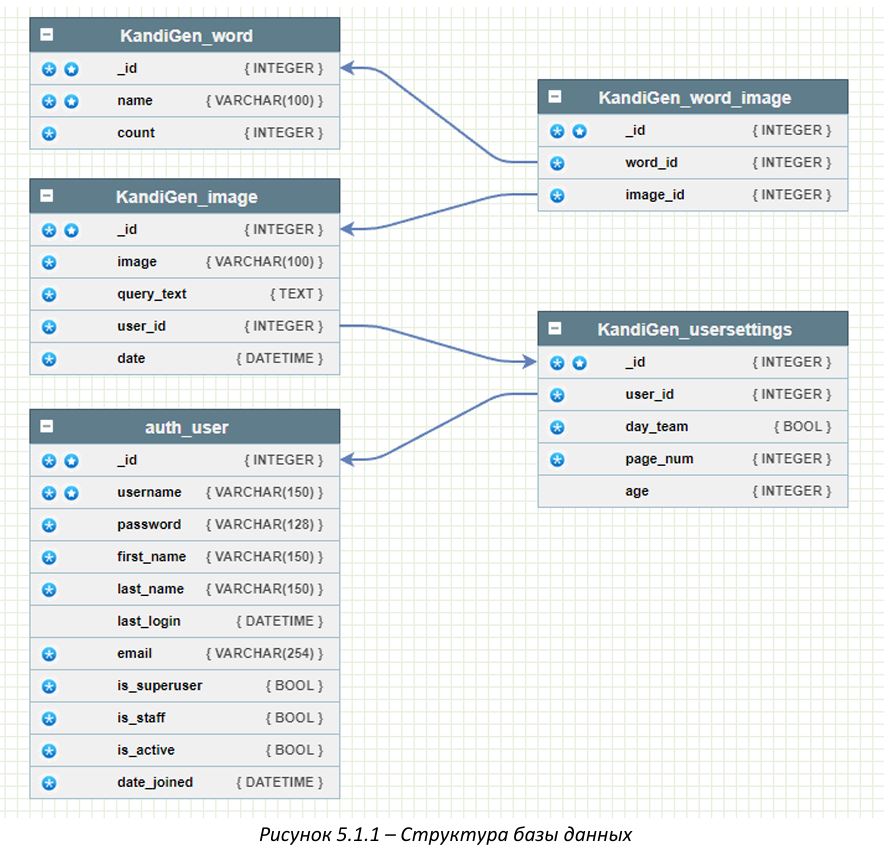 KandiGen_word
_id { INTEGER }
name { VARCHAR(100) }
count { INTEGER }
KandiGen_image
_id { INTEGER }
image { VARCHAR(100) }
query_text { TEXT }
user_id { INTEGER }
date { DATETIME }
auth_user
_id { INTEGER }
username { VARCHAR(150) }
password { VARCHAR(128) }
first_name { VARCHAR(150) }
last_name { VARCHAR(150) }
last_login { DATETIME }
email { VARCHAR(254) }
is_superuser { BOOL }
is_staff { BOOL }
is_active { BOOL }
date_joined { DATETIME }
KandiGen_word_image
_id { INTEGER }
word_id { INTEGER }
image_id { INTEGER }
KandiGen_usersettings
_id { INTEGER }
user_id { INTEGER }
day_team { BOOL }
page_num { INTEGER }
age { INTEGER }
Рисунок 5.1.1 – Структура базы данных